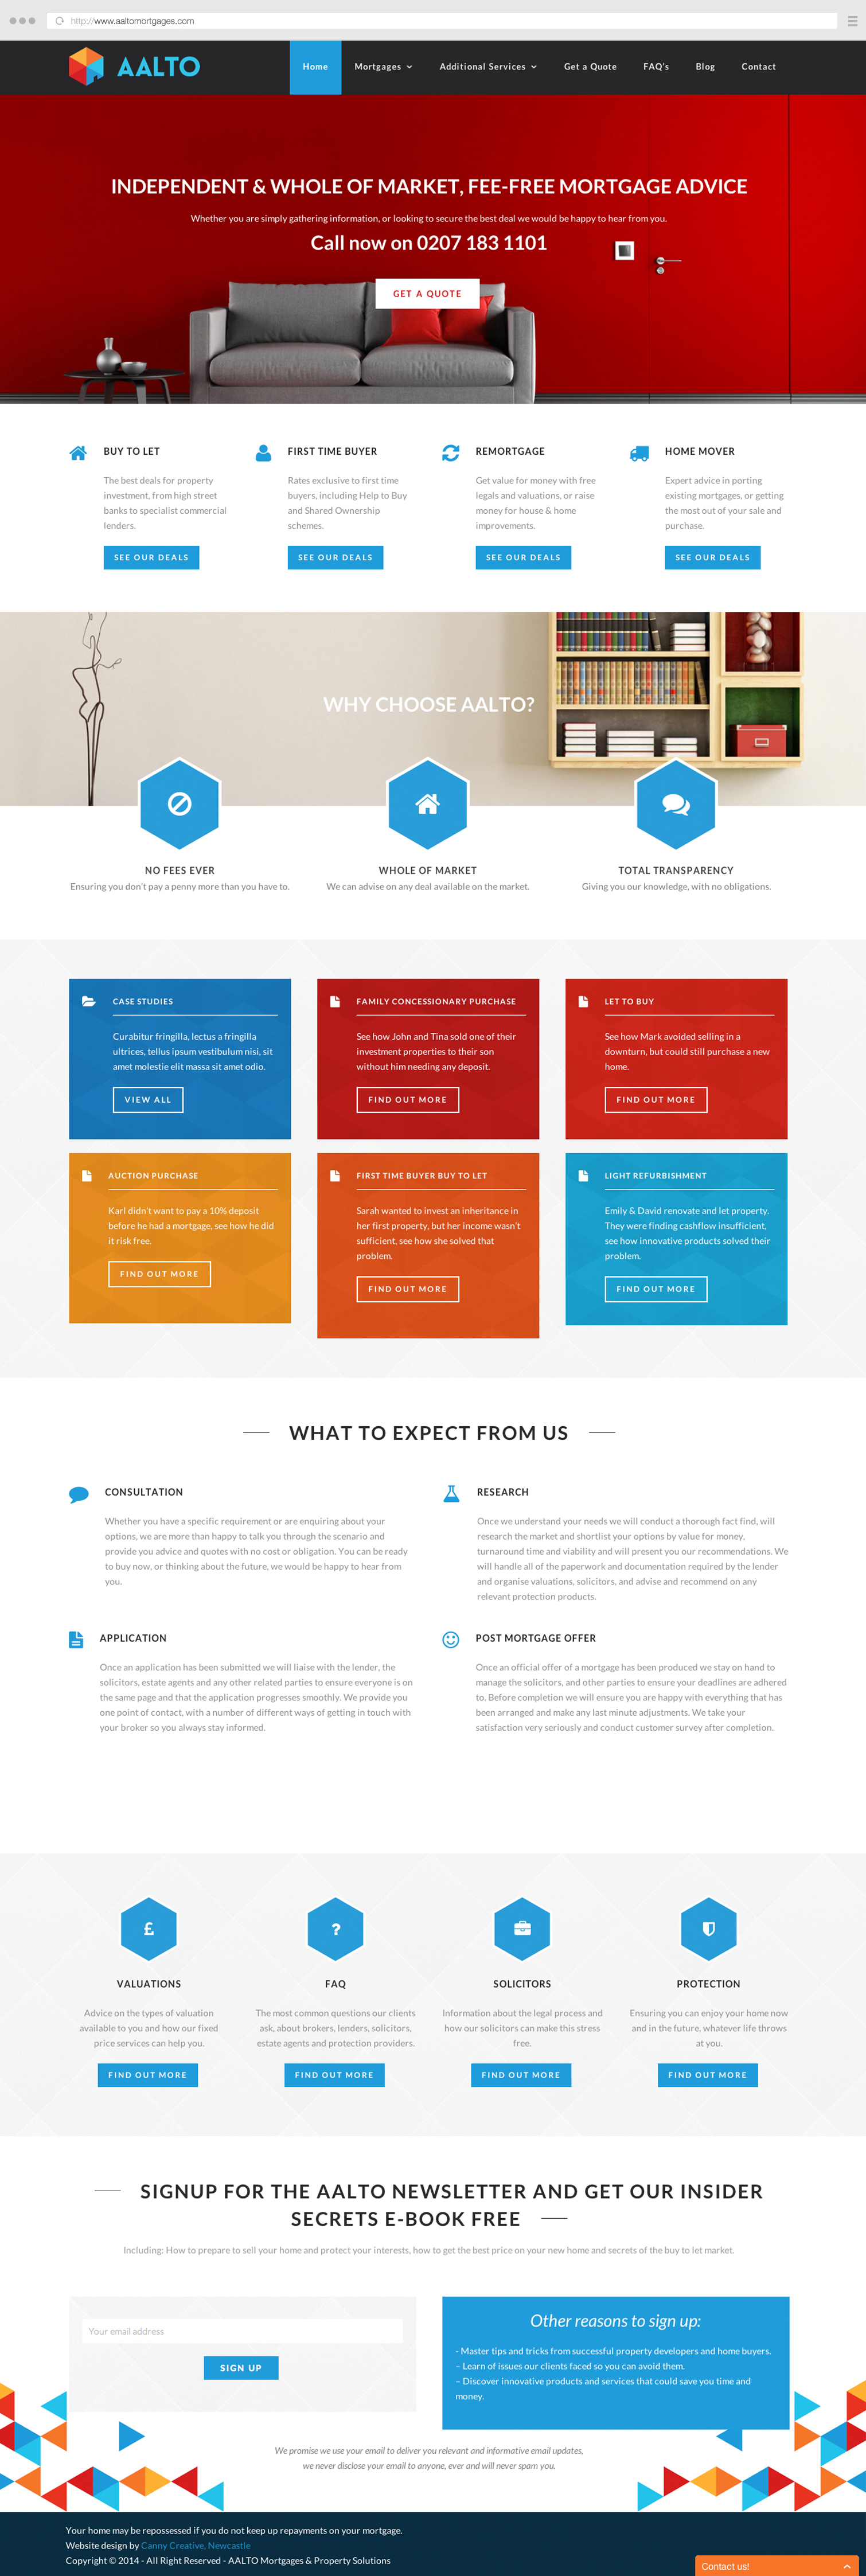 http://www.aaltomortgages.com
AALTO
Home
Mortgages
Additional Services
Get a Quote
FAQ's
Blog
Contact
INDEPENDENT & WHOLE OF MARKET, FEE-FREE MORTGAGE ADVICE
Whether you are simply gathering information, or looking to secure the best deal we would be happy to hear from you.
Call now on 0207 183 1101
GET A QUOTE
BUY TO LET
The best deals for property
investment, from high street
banks to specialist commercial
lenders.
SEE OUR DEALS
FIRST TIME BUYER
Rates exclusive to first time
buyers, including Help to Buy
and Shared Ownership
schemes.
SEE OUR DEALS
REMORTGAGE
Get value for money with free
legals and valuations, or raise
money for house & home
improvements.
SEE OUR DEALS
HOME MOVER
Expert advice in porting
existing mortgages, or getting
the most out of your sale and
purchase.
SEE OUR DEALS
WHY CHOOSE AALTO?
NO FEES EVER
Ensuring you don't pay a penny more than you have to.
WHOLE OF MARKET
We can advise on any deal available on the market.
TOTAL TRANSPARENCY
Giving you our knowledge, with no obligations.
CASE STUDIES
Curabitur fringilla, lectus a fringilla
ultrices, tellus ipsum vestibulum nisi, sit
amet molestie elit massa sit amet odio.
VIEW ALL
FAMILY CONCESSIONARY PURCHASE
See how John and Tina sold one of their
investment properties to their son
without him needing any deposit.
FIND OUT MORE
LET TO BUY
See how Mark avoided selling in a
downturn, but could still purchase a new
home.
FIND OUT MORE
AUCTION PURCHASE
Karl didn't want to pay a 10% deposit
before he had a mortgage, see how he did
it risk free.
FIND OUT MORE
FIRST TIME BUYER BUY TO LET
Sarah wanted to invest an inheritance in
her first property, but her income wasn't
sufficient, see how she solved that
problem.
FIND OUT MORE
LIGHT REFURBISHMENT
Emily & David renovate and let property.
They were finding cashflow insufficient,
see how innovative products solved their
problem.
FIND OUT MORE
WHAT TO EXPECT FROM US
CONSULTATION
Whether you have a specific requirement or are enquiring about your
options, we are more than happy to talk you through the scenario and
provide you advice and quotes with no cost or obligation. You can be ready
to buy now, or thinking about the future, we would be happy to hear from
you.
RESEARCH
Once we understand your needs we will conduct a thorough fact find, will
research the market and shortlist your options by value for money,
turnaround time and viability and will present you our recommendations. We
will handle all of the paperwork and documentation required by the lender
and organise valuations, solicitors, and advise and recommend on any
relevant protection products.
APPLICATION
Once an application has been submitted we will liaise with the lender, the
solicitors, estate agents and any other related parties to ensure everyone is on
the same page and that the application progresses smoothly. We provide you
one point of contact, with a number of different ways of getting in touch with
your broker so you always stay informed.
POST MORTGAGE OFFER
Once an official offer of a mortgage has been produced we stay on hand to
manage the solicitors, and other parties to ensure your deadlines are adhered
to. Before completion we will ensure you are happy with everything that has
been arranged and make any last minute adjustments. We take your
satisfaction very seriously and conduct customer survey after completion.
£
VALUATIONS
Advice on the types of valuation
available to you and how our fixed
price services can help you.
FIND OUT MORE
?
FAQ
The most common questions our clients
ask, about brokers, lenders, solicitors,
estate agents and protection providers.
FIND OUT MORE
SOLICITORS
Information about the legal process and
how our solicitors can make this stress
free.
FIND OUT MORE
PROTECTION
Ensuring you can enjoy your home now
and in the future, whatever life throws
at you.
FIND OUT MORE
SIGNUP FOR THE AALTO NEWSLETTER AND GET OUR INSIDER
SECRETS E-BOOK FREE
Including: How to prepare to sell your home and protect your interests, how to get the best price on your new home and secrets of the buy to let market.
Your email address
SIGN UP
Other reasons to sign up:
- Master tips and tricks from successful property developers and home buyers.
– Learn of issues our clients faced so you can avoid them.
– Discover innovative products and services that could save you time and
money.
We promise we use your email to deliver you relevant and informative email updates,
we never disclose your email to anyone, ever and will never spam you.
Your home may be repossessed if you do not keep up repayments on your mortgage.
Website design by Canny Creative, Newcastle
Copyright © 2014 - All Right Reserved - AALTO Mortgages & Property Solutions
Contact us!